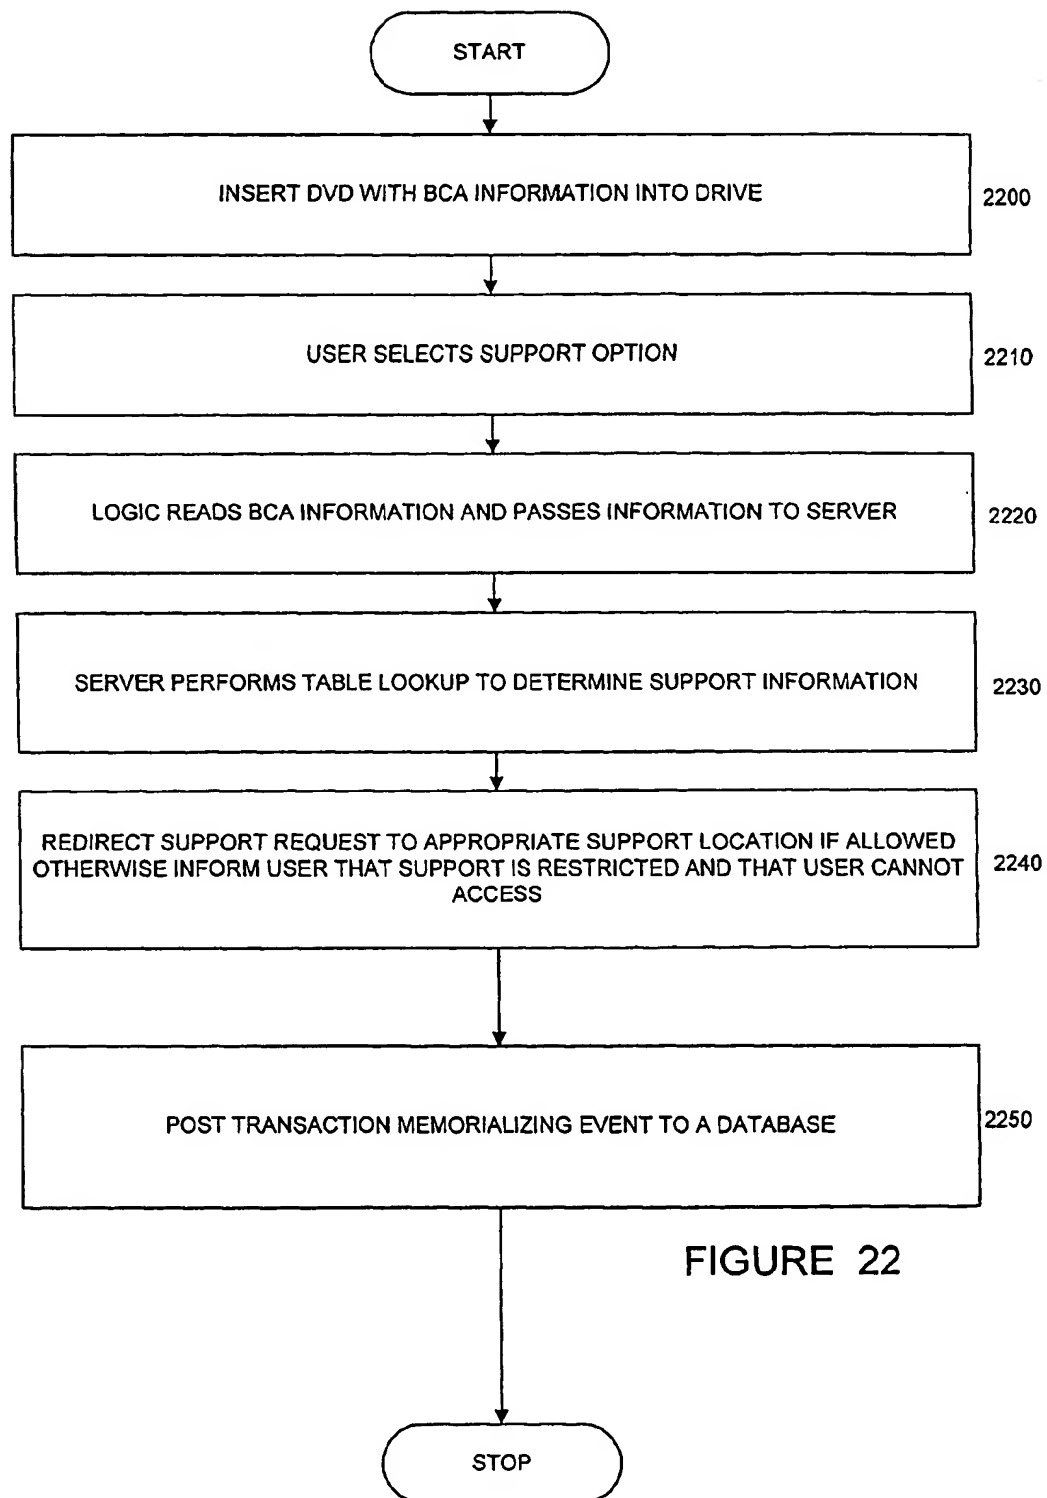 START
INSERT DVD WITH BCA INFORMATION INTO DRIVE
2200
USER SELECTS SUPPORT OPTION
2210
LOGIC READS BCA INFORMATION AND PASSES INFORMATION TO SERVER
2220
SERVER PERFORMS TABLE LOOKUP TO DETERMINE SUPPORT INFORMATION
2230
REDIRECT SUPPORT REQUEST TO APPROPRIATE SUPPORT LOCATION IF ALLOWED
OTHERWISE INFORM USER THAT SUPPORT IS RESTRICTED AND THAT USER CANNOT
ACCESS
2240
POST TRANSACTION MEMORIALIZING EVENT TO A DATABASE
2250
FIGURE 22
STOP